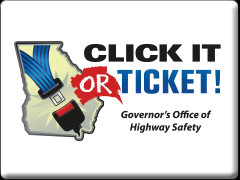 CLICK IT
OR TICKET!
Governor's Office of
Highway Safety